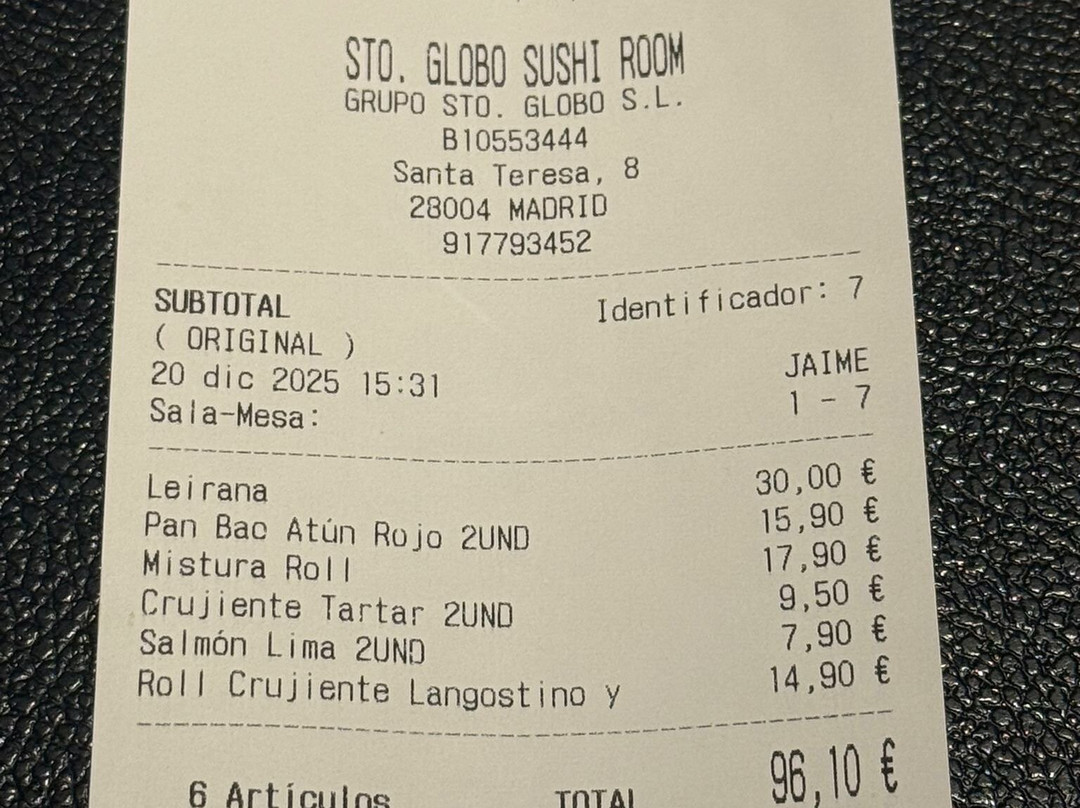 STO. GLOBO SUSHI ROOM
GRUPO STO. GLOBO S.L.
B10553444
Santa Teresa, 8
28004 MADRID
917793452
SUBTOTAL Identificador: 7
( ORIGINAL )
20 dic 2025 15:31 JAIME
Sala-Mesa: 1 - 7
Leirana 30,00 €
Pan Bao Atún Rojo 2UND 15,90 €
Mistura Roll 17,90 €
Crujiente Tartar 2UND 9,50 €
Salmón Lima 2UND 7,90 €
Roll Crujiente Langostino y 14,90 €
6 Artículos TOTAL 96,10 €